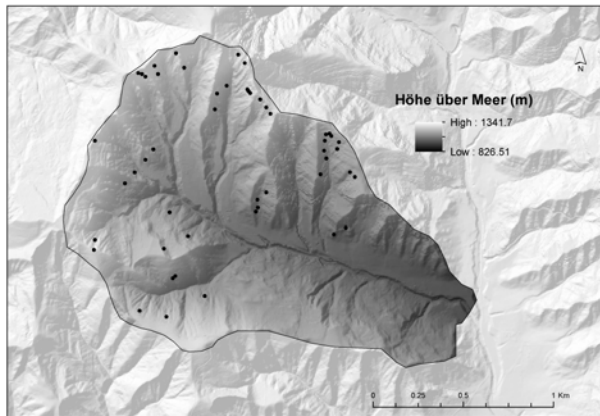 N
Höhe über Meer (m)
High : 1341.7
Low : 826.51
0 0.25 0.5 1 Km